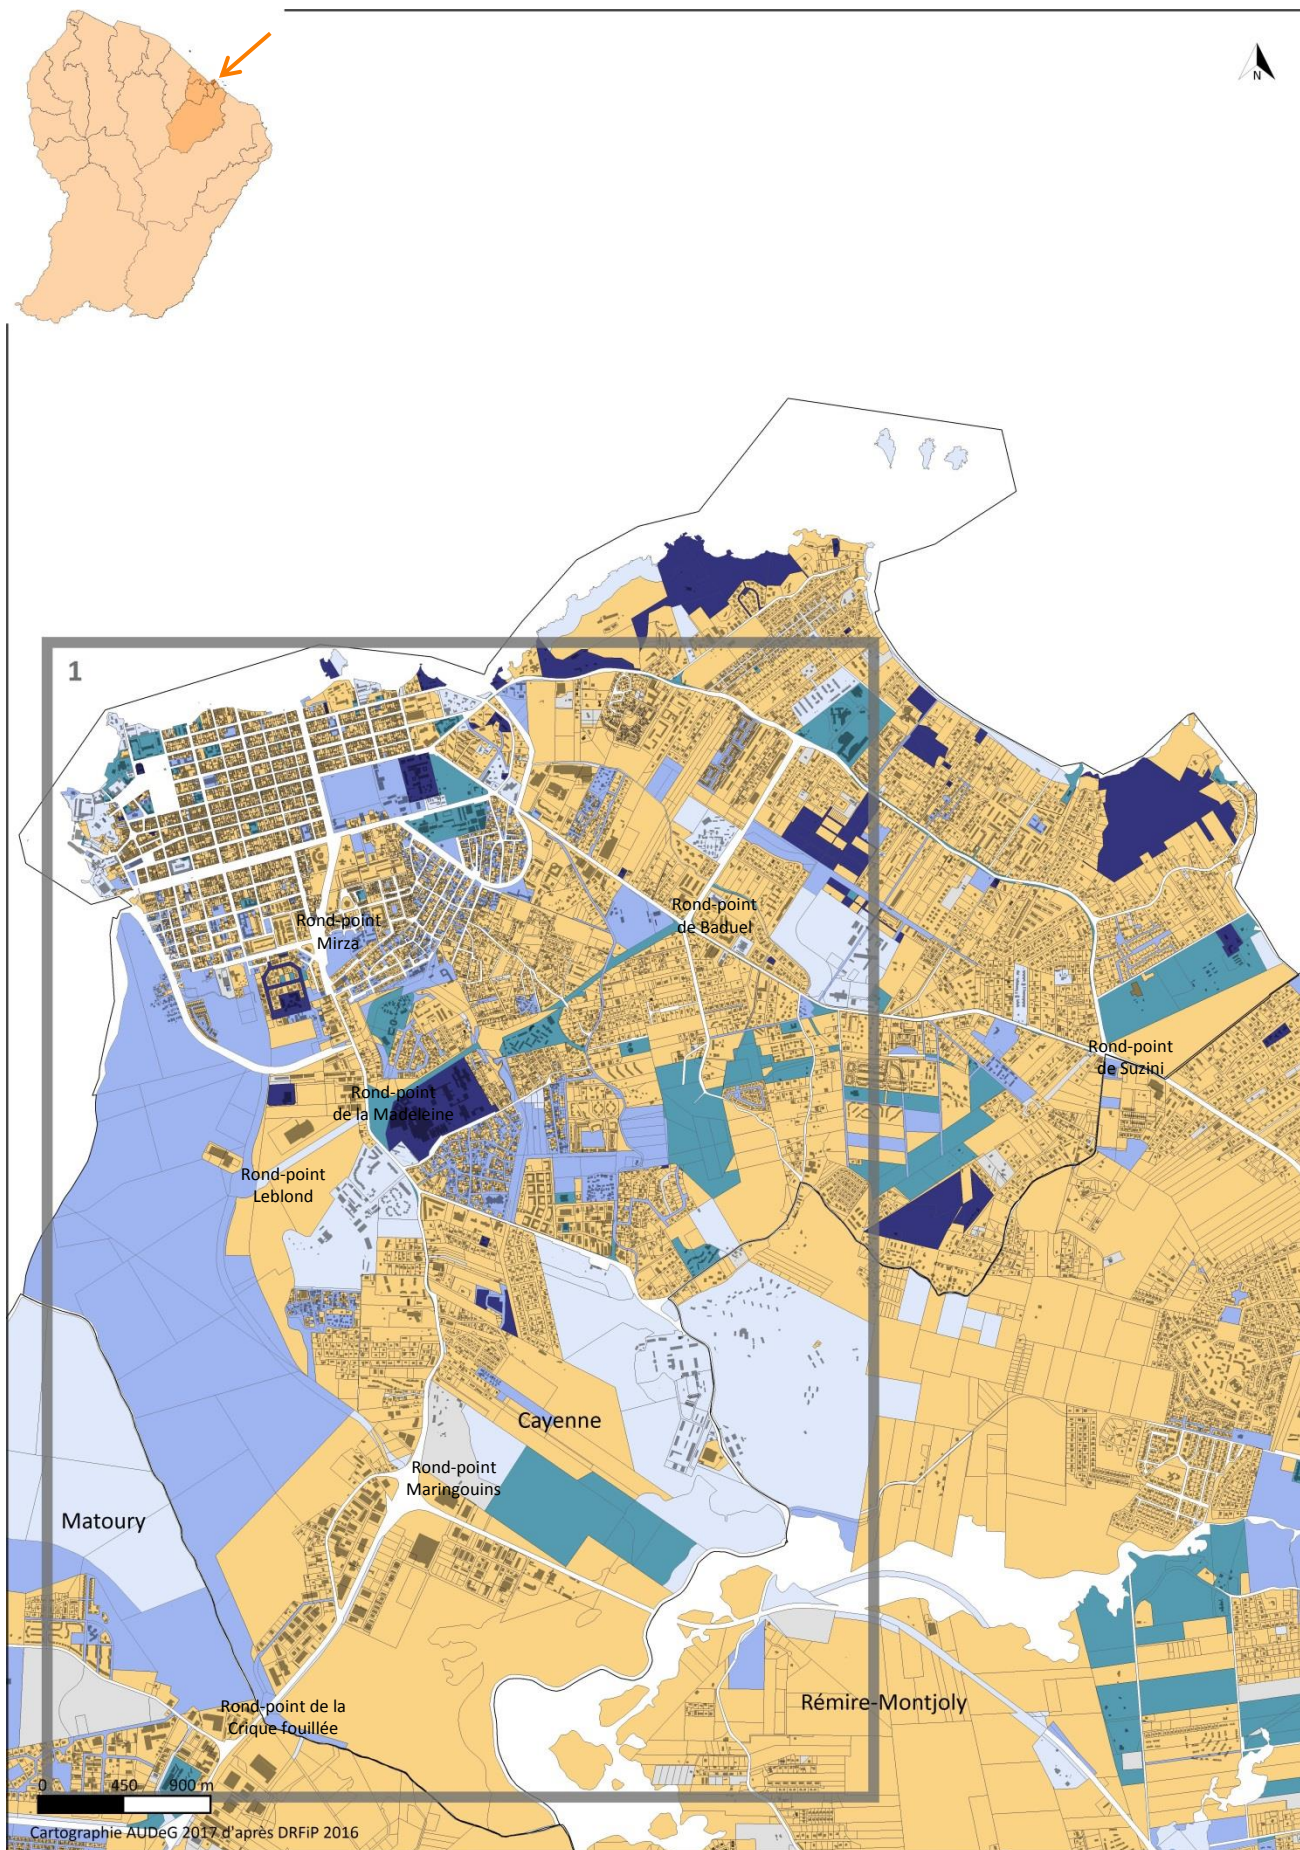 N
1
Rond-point
Mirza
Rond-point
de Baduel
Rond-point
de Suzini
Rond-point
de la Madeleine
Rond-point
Leblond
Cayenne
Rond-point
Maringouins
Matoury
Rond-point de la
Crique fouillée
Rémire-Montjoly
0 450 900 m
Cartographie AUDeG 2017 d'après DRFiP 2016